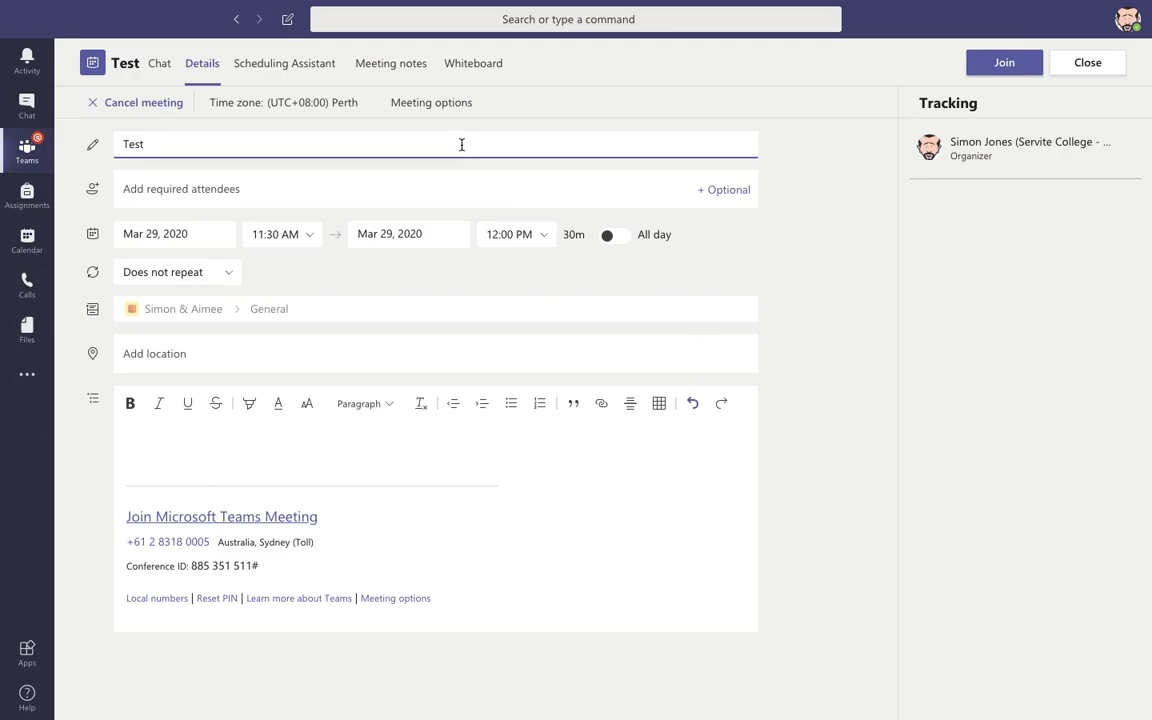 Search or type a command
Activity
Chat
Teams
Assignments
Calendar
Calls
Files
Apps
Help
Test Chat Details Scheduling Assistant Meeting notes Whiteboard
Join Close
Cancel meeting Time zone: (UTC+08:00) Perth Meeting options
Test
Add required attendees + Optional
Mar 29, 2020 11:30 AM → Mar 29, 2020 12:00 PM 30m All day
Does not repeat
Simon & Aimee > General
Add location
B I U S A AA Paragraph
Join Microsoft Teams Meeting
+61 2 8318 0005 Australia, Sydney (Toll)
Conference ID: 885 351 511#
Local numbers | Reset PIN | Learn more about Teams | Meeting options
Tracking
Simon Jones (Servite College - ...
Organizer